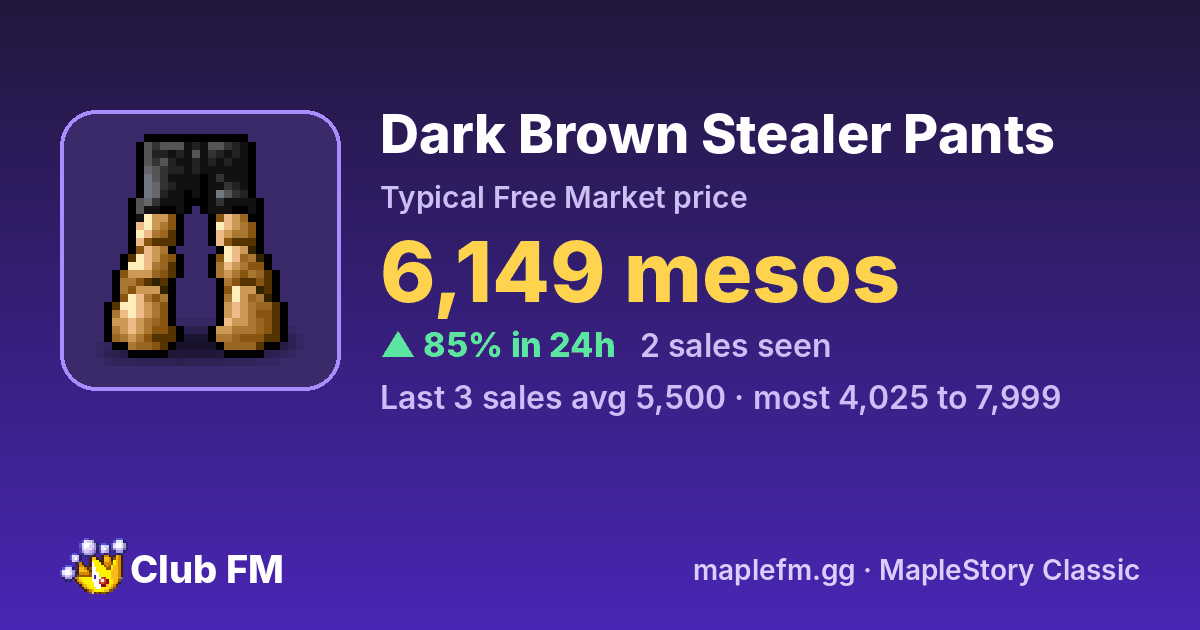 Dark Brown Stealer Pants
Typical Free Market price
6,149 mesos
▲ 85% in 24h 2 sales seen
Last 3 sales avg 5,500 · most 4,025 to 7,999
Club FM
maplefm.gg · MapleStory Classic